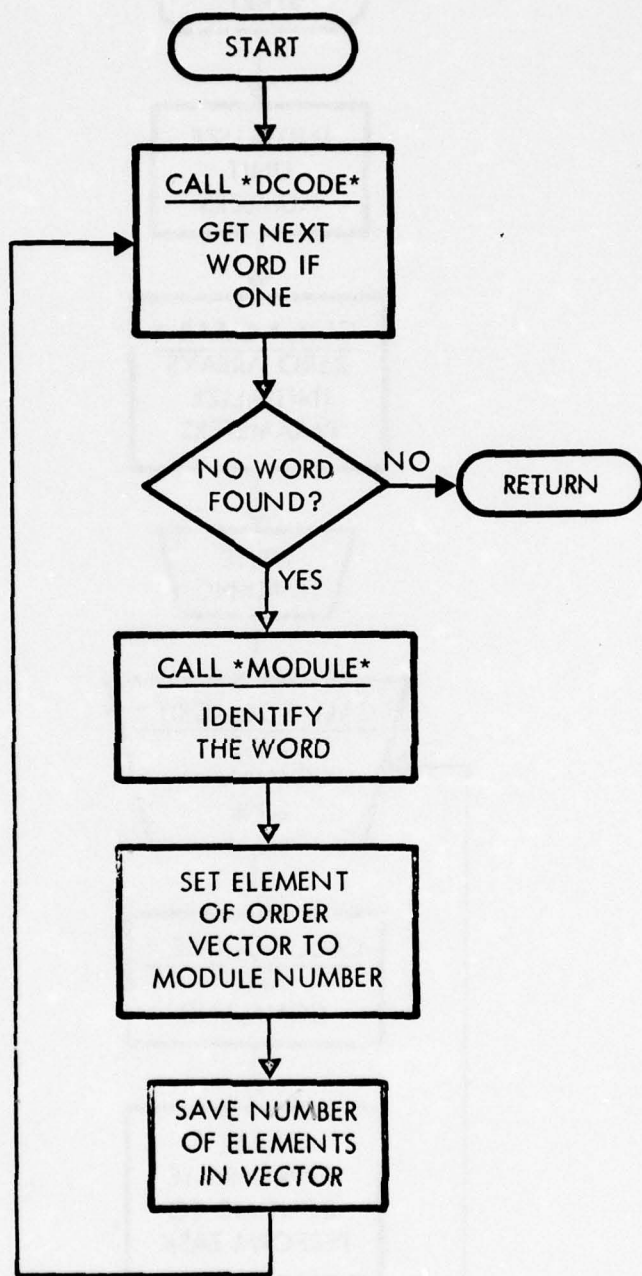 START
CALL *DCODE*
GET NEXT
WORD IF
ONE
NO WORD
FOUND?
NO
RETURN
YES
CALL *MODULE*
IDENTIFY
THE WORD
SET ELEMENT
OF ORDER
VECTOR TO
MODULE NUMBER
SAVE NUMBER
OF ELEMENTS
IN VECTOR